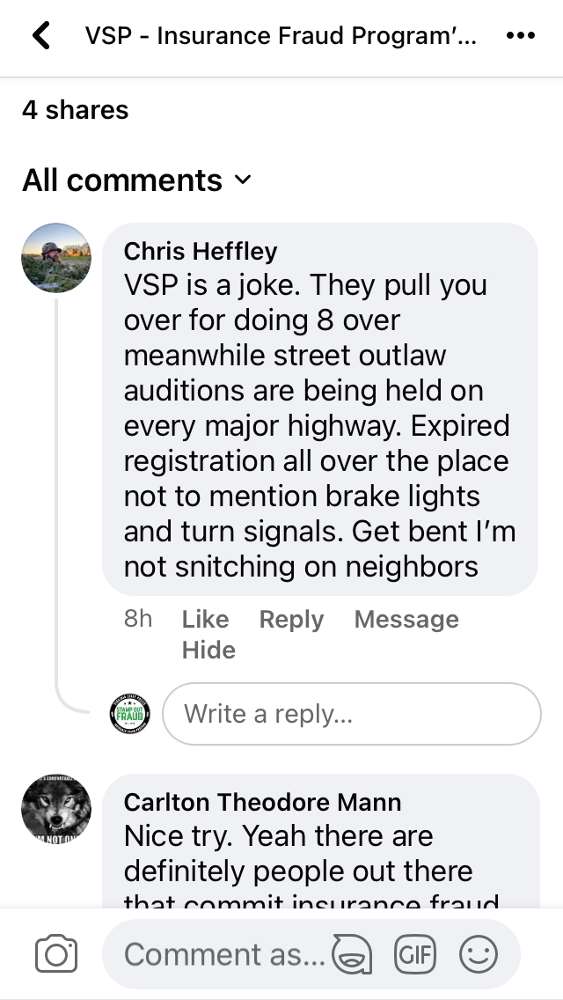 VSP - Insurance Fraud Program'...
4 shares
All comments
Chris Heffley
VSP is a joke. They pull you
over for doing 8 over
meanwhile street outlaw
auditions are being held on
every major highway. Expired
registration all over the place
not to mention brake lights
and turn signals. Get bent I'm
not snitching on neighbors
8h Like Reply Message
Hide
STAMP OUT
FRAUD
Write a reply...
Carlton Theodore Mann
Nice try. Yeah there are
definitely people out there
that commit insurance fraud
Comment as...
GIF